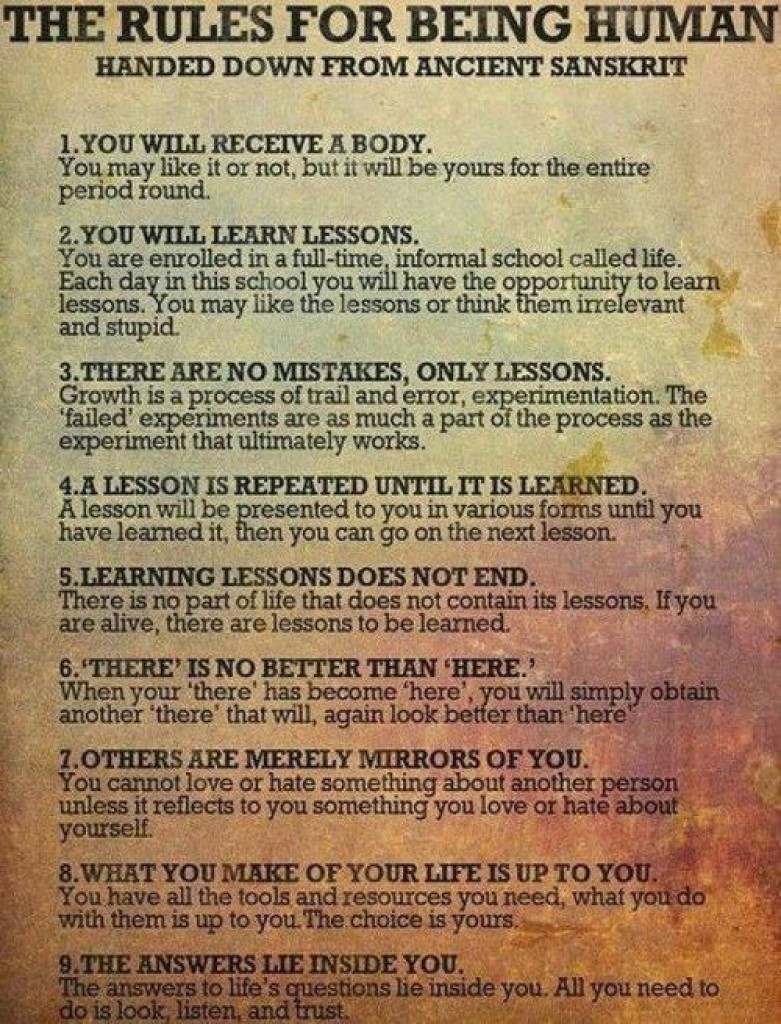 THE RULES FOR BEING HUMAN
HANDED DOWN FROM ANCIENT SANSKRIT
1.YOU WILL RECEIVE A BODY.
You may like it or not, but it will be yours for the entire
period round.
2.YOU WILL LEARN LESSONS.
You are enrolled in a full-time, informal school called life.
Each day in this school you will have the opportunity to learn
lessons. You may like the lessons or think them irrelevant
and stupid.
3.THERE ARE NO MISTAKES, ONLY LESSONS.
Growth is a process of trail and error, experimentation. The
‘failed’ experiments are as much a part of the process as the
experiment that ultimately works.
4.A LESSON IS REPEATED UNTIL IT IS LEARNED.
A lesson will be presented to you in various forms until you
have learned it, then you can go on the next lesson.
5.LEARNING LESSONS DOES NOT END.
There is no part of life that does not contain its lessons. If you
are alive, there are lessons to be learned.
6.‘THERE’ IS NO BETTER THAN ‘HERE.’
When your ‘there’ has become ‘here’, you will simply obtain
another ‘there’ that will, again look better than ‘here’
7.OTHERS ARE MERELY MIRRORS OF YOU.
You cannot love or hate something about another person
unless it reflects to you something you love or hate about
yourself.
8.WHAT YOU MAKE OF YOUR LIFE IS UP TO YOU.
You have all the tools and resources you need, what you do
with them is up to you.The choice is yours.
9.THE ANSWERS LIE INSIDE YOU.
The answers to life’s questions lie inside you. All you need to
do is look, listen, and trust.